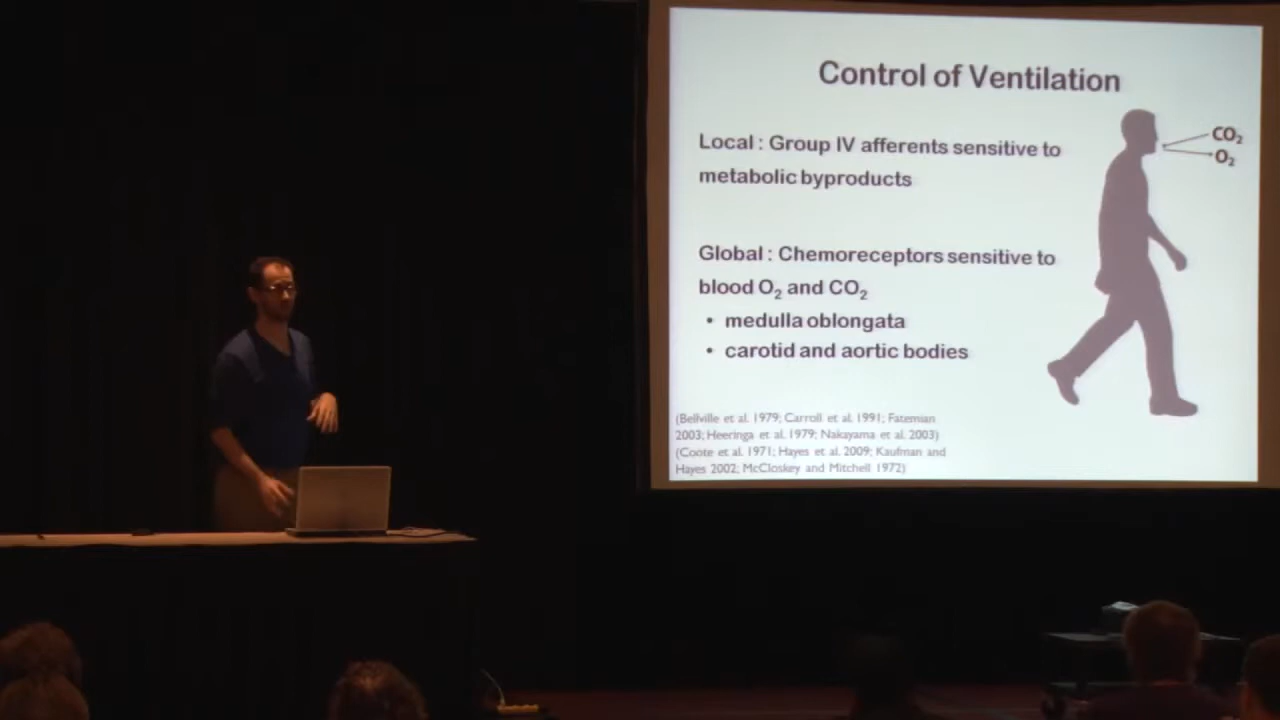 Control of Ventilation
CO₂
O₂
Local : Group IV afferents sensitive to
metabolic byproducts
Global : Chemoreceptors sensitive to
blood O₂ and CO₂
• medulla oblongata
• carotid and aortic bodies
(Bellville et al. 1979; Carroll et al. 1991; Fatemian
2003; Heeringa et al. 1979; Nakayama et al. 2003)
(Coote et al. 1971; Hayes et al. 2009; Kaufman and
Hayes 2002; McCloskey and Mitchell 1972)